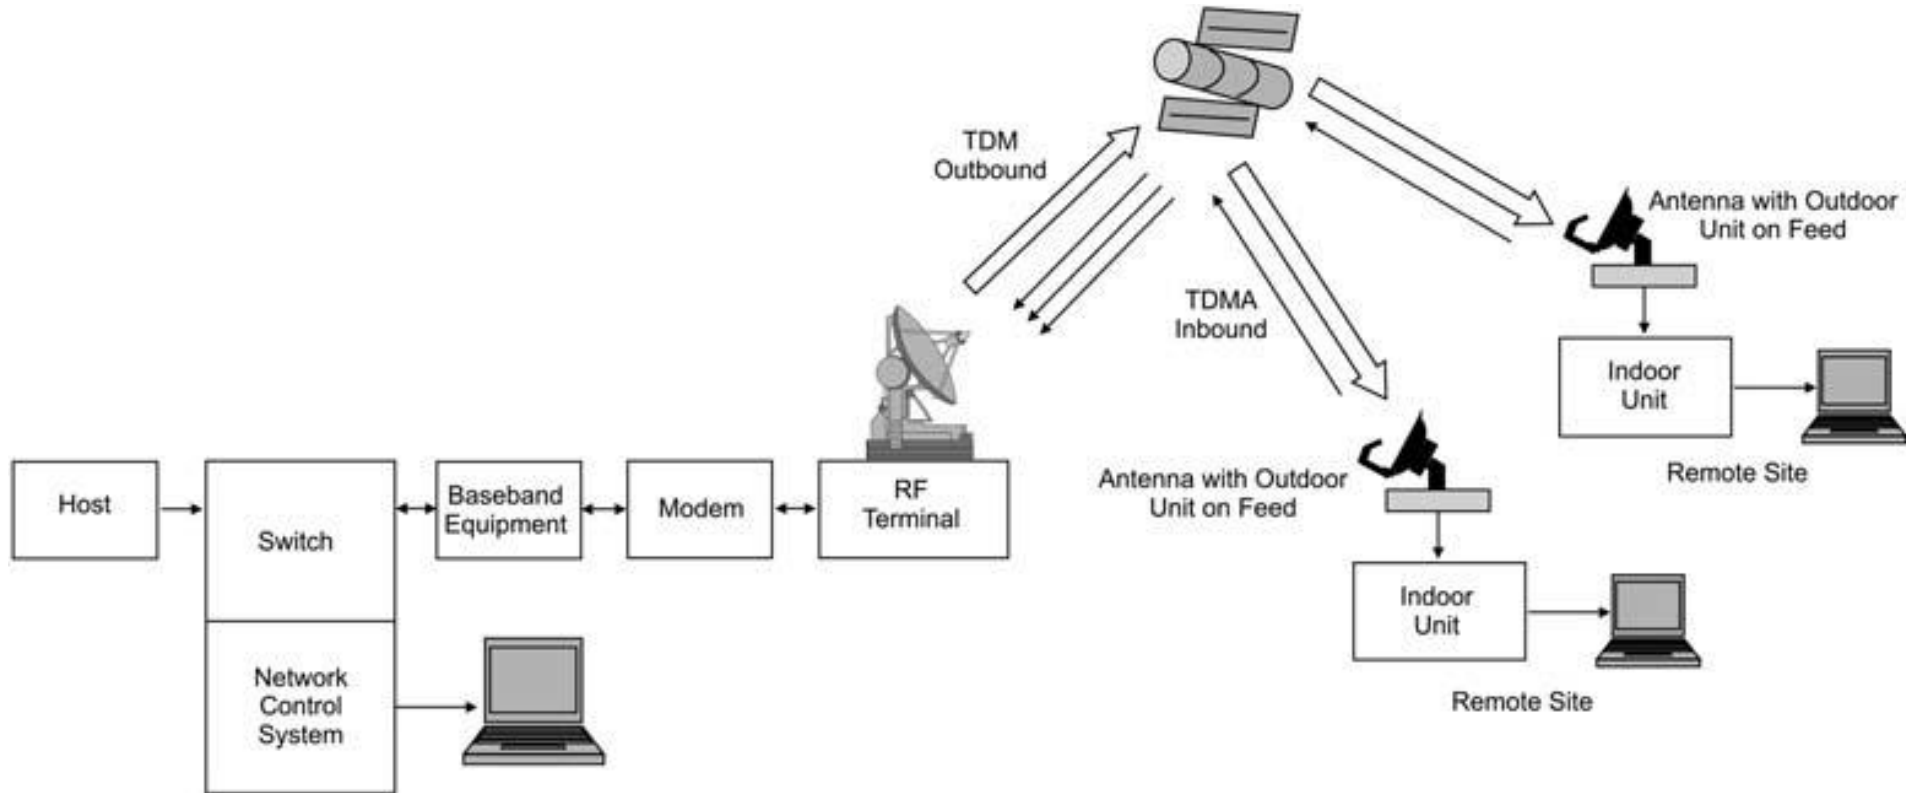 TDM
Outbound
Antenna with Outdoor
Unit on Feed
TDMA
Inbound
Indoor
Unit
Remote Site
Antenna with Outdoor
Unit on Feed
Host
Switch
Baseband
Equipment
Modem
RF
Terminal
Indoor
Unit
Remote Site
Network
Control
System